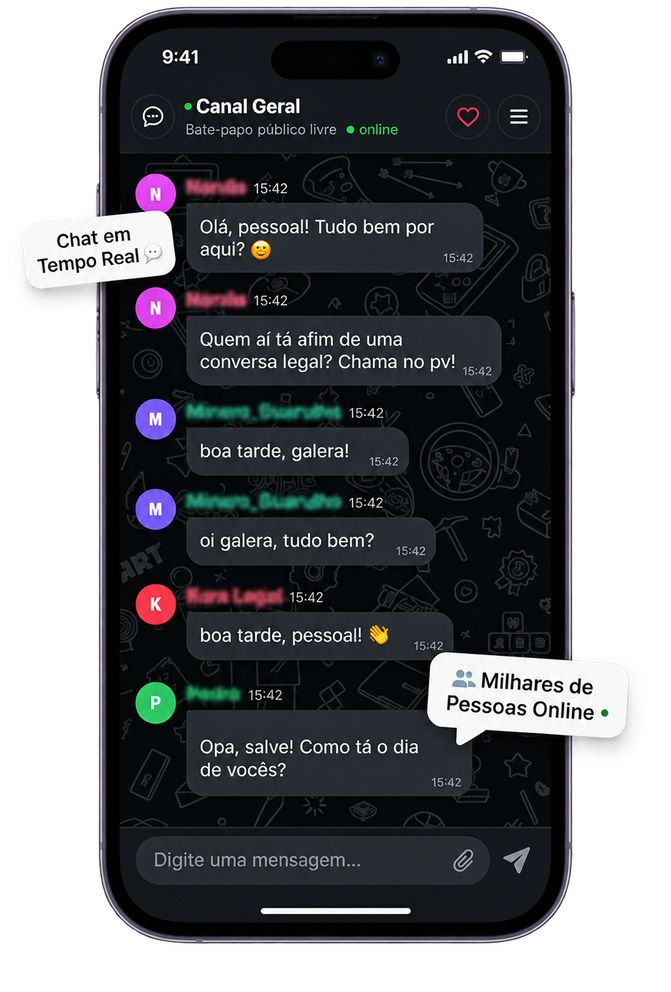 9:41
Canal Geral
Bate-papo público livre
online
15:42
N
Olá, pessoal! Tudo bem por
aqui? 🙂
15:42
Chat em
Tempo Real 💬
15:42
N
Quem aí tá afim de uma
conversa legal? Chama no pv!
15:42
15:42
M
boa tarde, galera!
15:42
15:42
M
oi galera, tudo bem?
15:42
Kara Legal 15:42
K
boa tarde, pessoal! 👋
15:42
Pedro 15:42
P
Opa, salve! Como tá o dia
de vocês?
15:42
👥 Milhares de
Pessoas Online
ART
Digite uma mensagem...